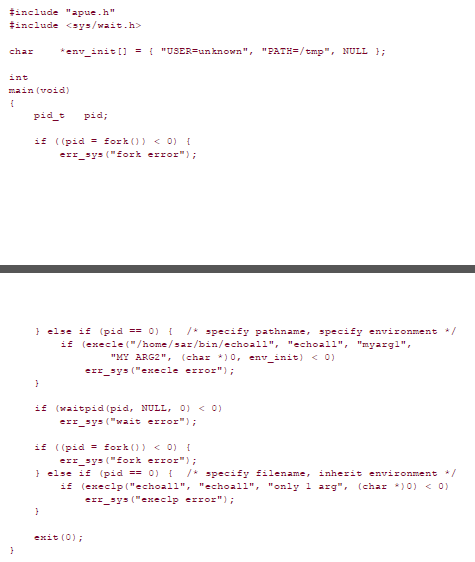 #include "apue.h"
#include <sys/wait.h>
char    *env_init[] = { "USER=unknown", "PATH=/tmp", NULL };
int
main(void)
{
    pid_t   pid;
    if ((pid = fork()) < 0) {
        err_sys("fork error");
    } else if (pid == 0) {  /* specify pathname, specify environment */
        if (execle("/home/sar/bin/echoall", "echoall", "myarg1",
                "MY ARG2", (char *)0, env_init) < 0)
            err_sys("execle error");
    }
    if (waitpid(pid, NULL, 0) < 0)
        err_sys("wait error");
    if ((pid = fork()) < 0) {
        err_sys("fork error");
    } else if (pid == 0) {  /* specify filename, inherit environment */
        if (execlp("echoall", "echoall", "only 1 arg", (char *)0) < 0)
            err_sys("execlp error");
    }
    exit(0);
}